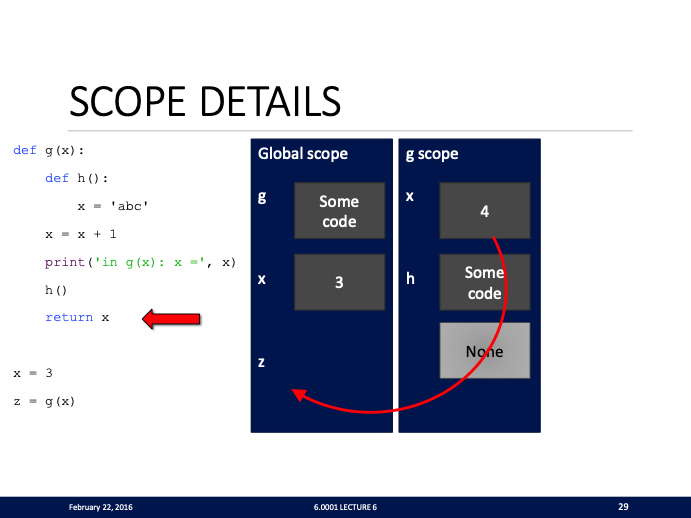 SCOPE DETAILS
def g(x):
    def h():
        x = 'abc'
    x = x + 1
    print('in g(x): x =', x)
    h()
    return x
x = 3
z = g(x)
Global scope
g
Some
code
x
3
z
g scope
x
4
h
Some
code
None
February 22, 2016
6.0001 LECTURE 6
29